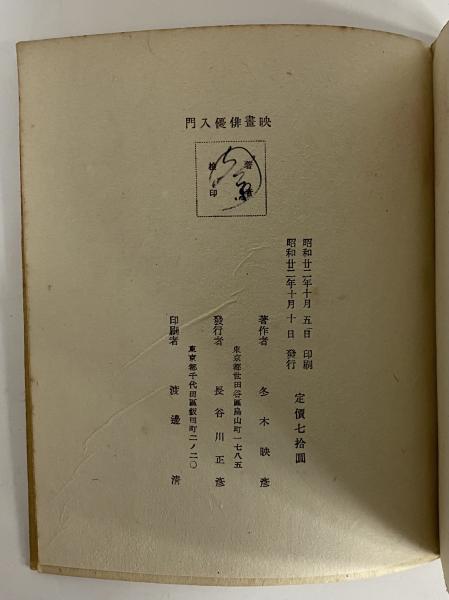 映畫俳優入門
著者
檢印
定價七拾圓
昭和廿二年十月五日 印刷
昭和廿二年十月十日 發行
著作者 冬木映彦
東京都世田谷區烏山町一七八五
發行者 長谷川正彦
東京都千代田區飯田町二ノ二〇
印刷者 渡邊清